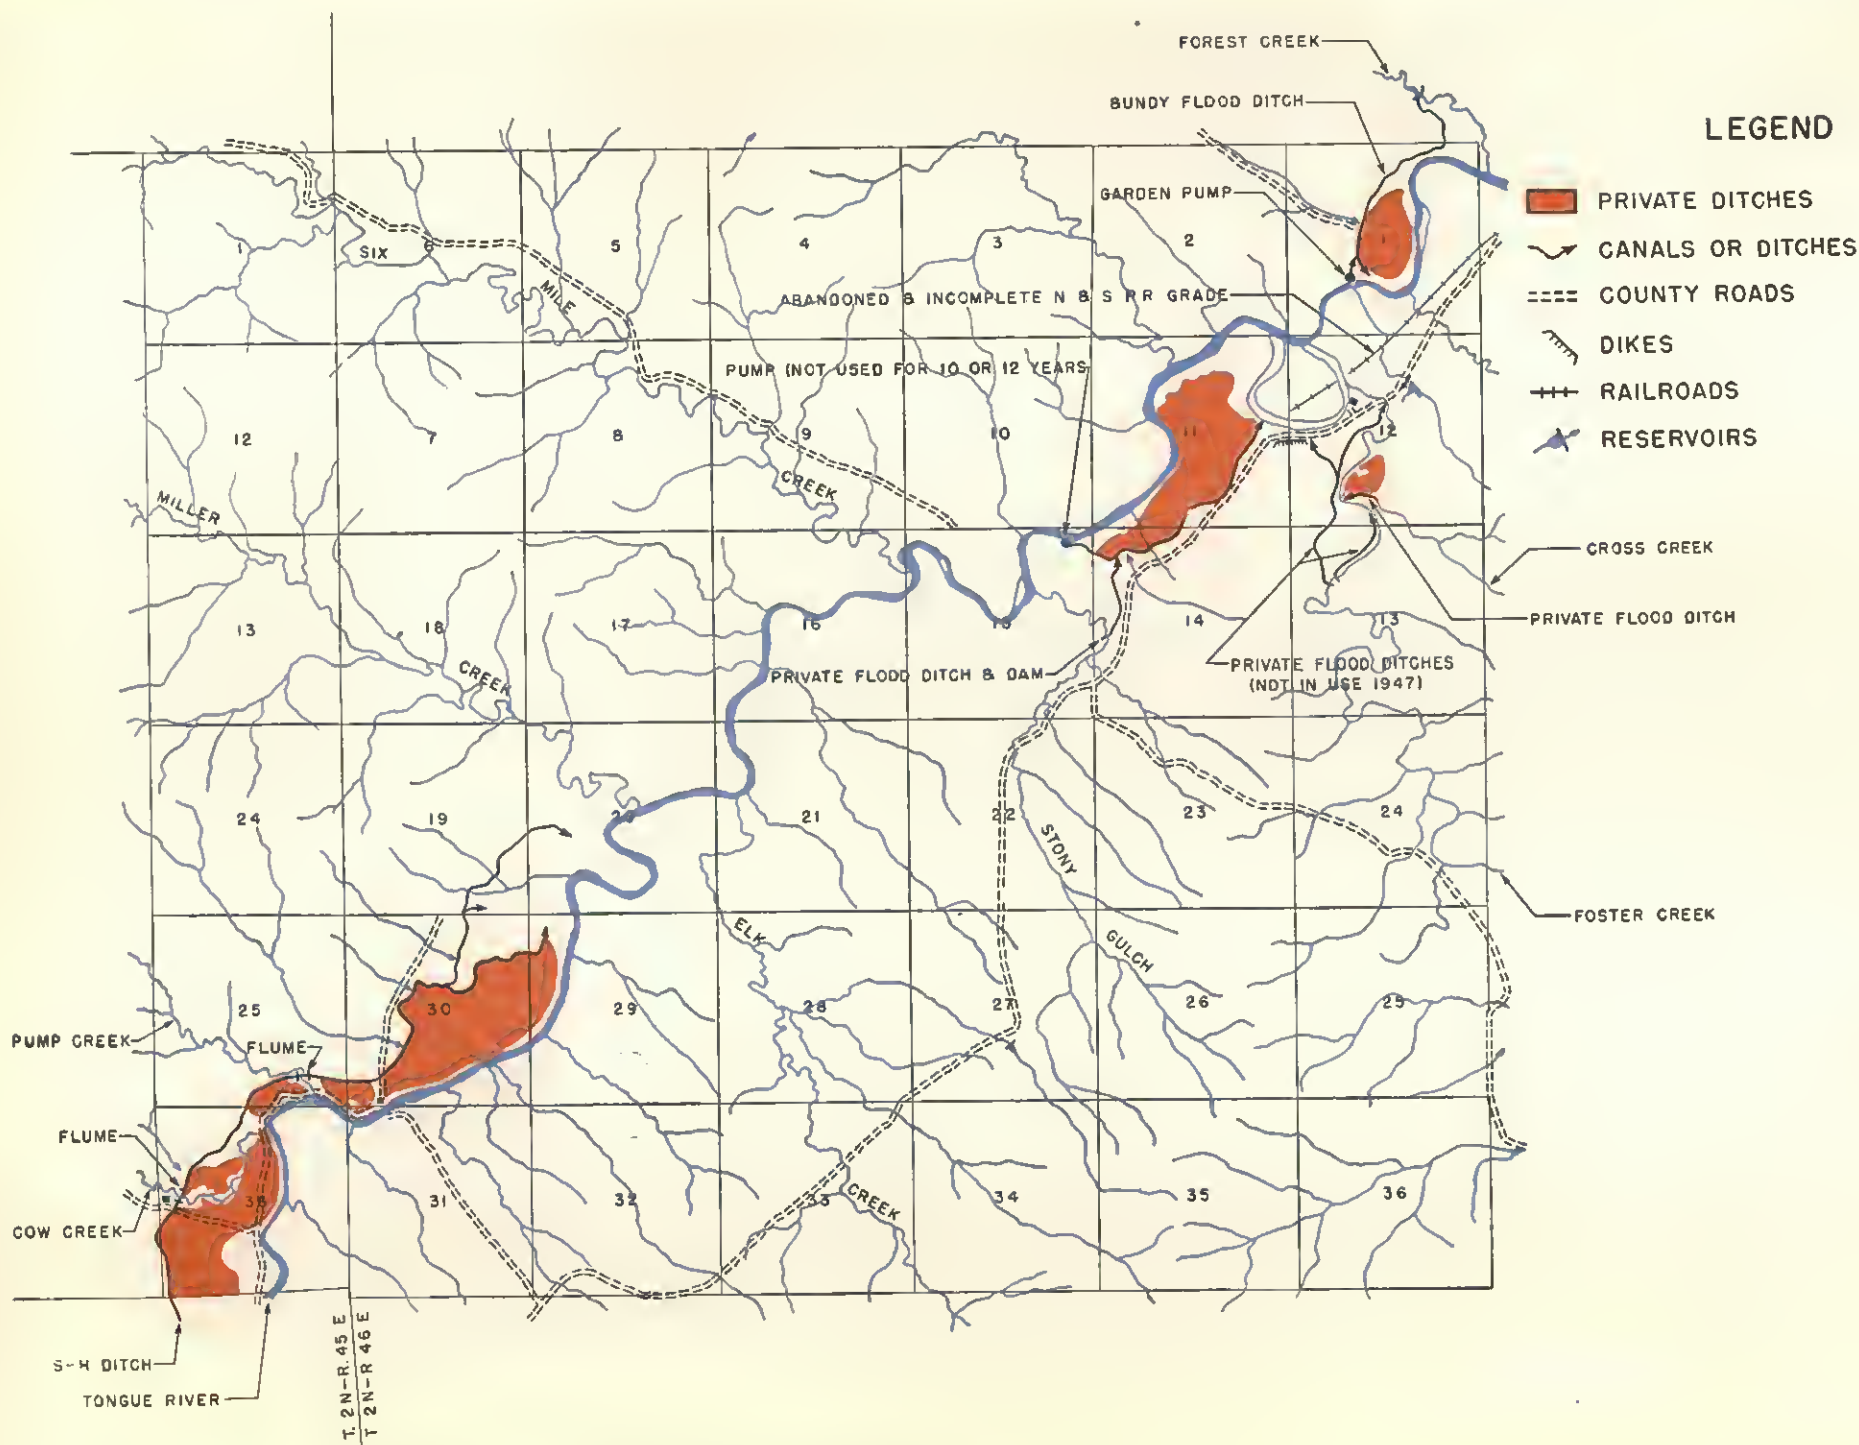 FOREST CREEK
BUNDY FLOOD DITCH
LEGEND
GARDEN PUMP
PRIVATE DITCHES
CANALS OR DITCHES
COUNTY ROADS
DIKES
RAILROADS
RESERVOIRS
1
SIX
6
5
4
3
2
1
MILE
ABANDONED & INCOMPLETE N & S R R GRADE
PUMP (NOT USED FOR 10 OR 12 YEARS
12
7
8
9
10
11
12
CREEK
MILLER
CROSS CREEK
PRIVATE FLOOD DITCH
13
18
17
16
15
14
13
CREEK
PRIVATE FLOOD DITCH & DAM
PRIVATE FLOOD DITCHES
(NOT IN USE 1947)
24
19
20
21
22
23
24
STONY
GULCH
FOSTER CREEK
ELK
25
30
29
28
27
26
25
PUMP CREEK
FLUME
FLUME
COW CREEK
36
31
32
33
34
35
36
CREEK
S-H DITCH
TONGUE RIVER
T. 2N-R. 45 E
T 2N-R 46 E